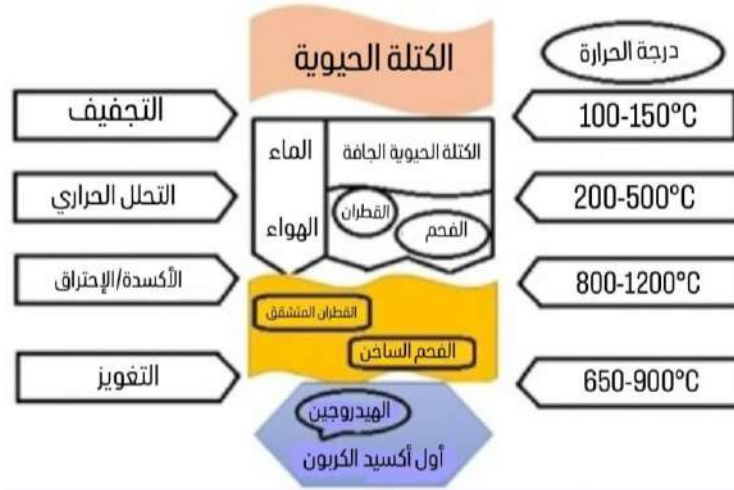 الكتلة الحيوية
درجة الحرارة
التجفيف
100-150°C
الماء
الكتلة الحيوية الجافة
التحلل الحراري
200-500°C
القطران
الهواء
الفحم
الأكسدة/الإحتراق
800-1200°C
القطران المتشقق
الفحم الساخن
التغويز
650-900°C
الهيدروجين
أول أكسيد الكربون